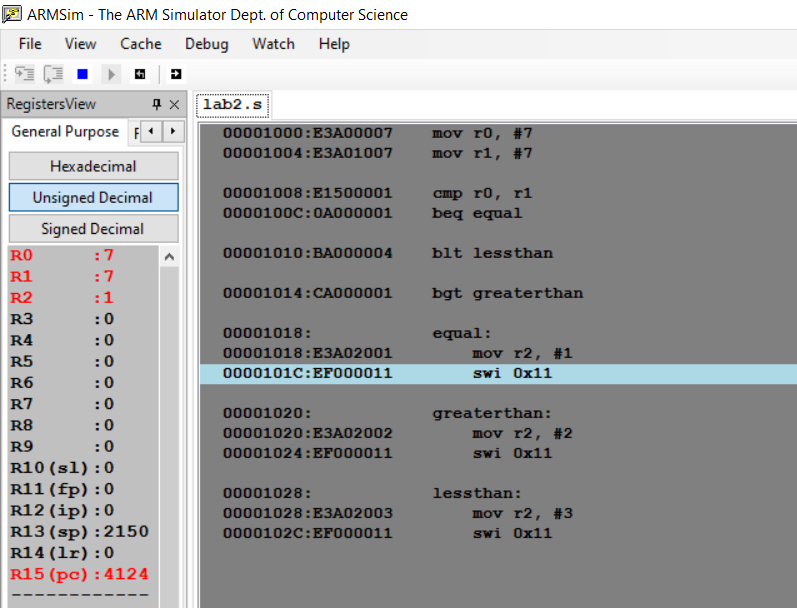 ARMSim - The ARM Simulator Dept. of Computer Science
File View Cache Debug Watch Help
RegistersView
General Purpose
Hexadecimal
Unsigned Decimal
Signed Decimal
R0 :7
R1 :7
R2 :1
R3 :0
R4 :0
R5 :0
R6 :0
R7 :0
R8 :0
R9 :0
R10(sl):0
R11(fp):0
R12(ip):0
R13(sp):2150
R14(lr):0
R15(pc):4124
-------------
lab2.s
00001000:E3A00007 mov r0, #7
00001004:E3A01007 mov r1, #7
00001008:E1500001 cmp r0, r1
0000100C:0A000001 beq equal
00001010:BA000004 blt lessthan
00001014:CA000001 bgt greaterthan
00001018: equal:
00001018:E3A02001 mov r2, #1
0000101C:EF000011 swi 0x11
00001020: greaterthan:
00001020:E3A02002 mov r2, #2
00001024:EF000011 swi 0x11
00001028: lessthan:
00001028:E3A02003 mov r2, #3
0000102C:EF000011 swi 0x11